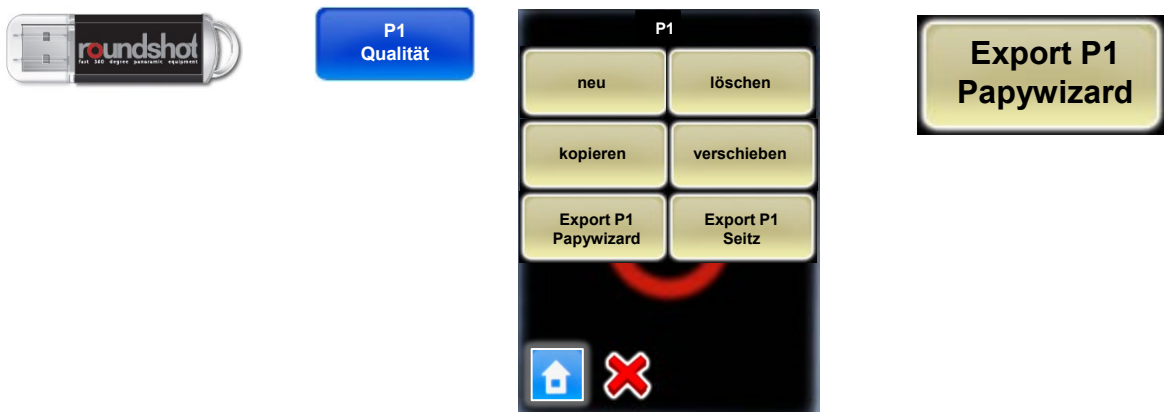 roundshot
fast 360 degree panoramic equipment
P1
Qualität
P1
neu
löschen
kopieren
verschieben
Export P1
Papywizard
Export P1
Seitz
Export P1
Papywizard